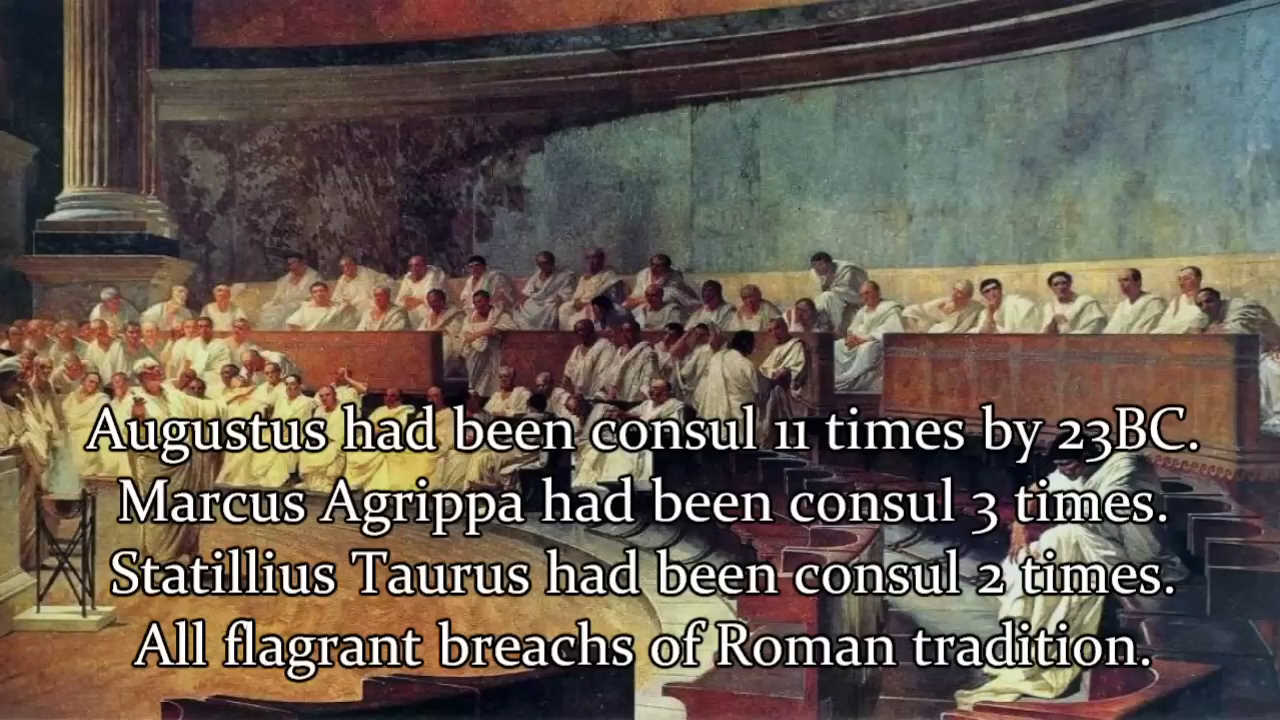 Augustus had been consul 11 times by 23BC.
Marcus Agrippa had been consul 3 times.
Statillius Taurus had been consul 2 times.
All flagrant breachs of Roman tradition.